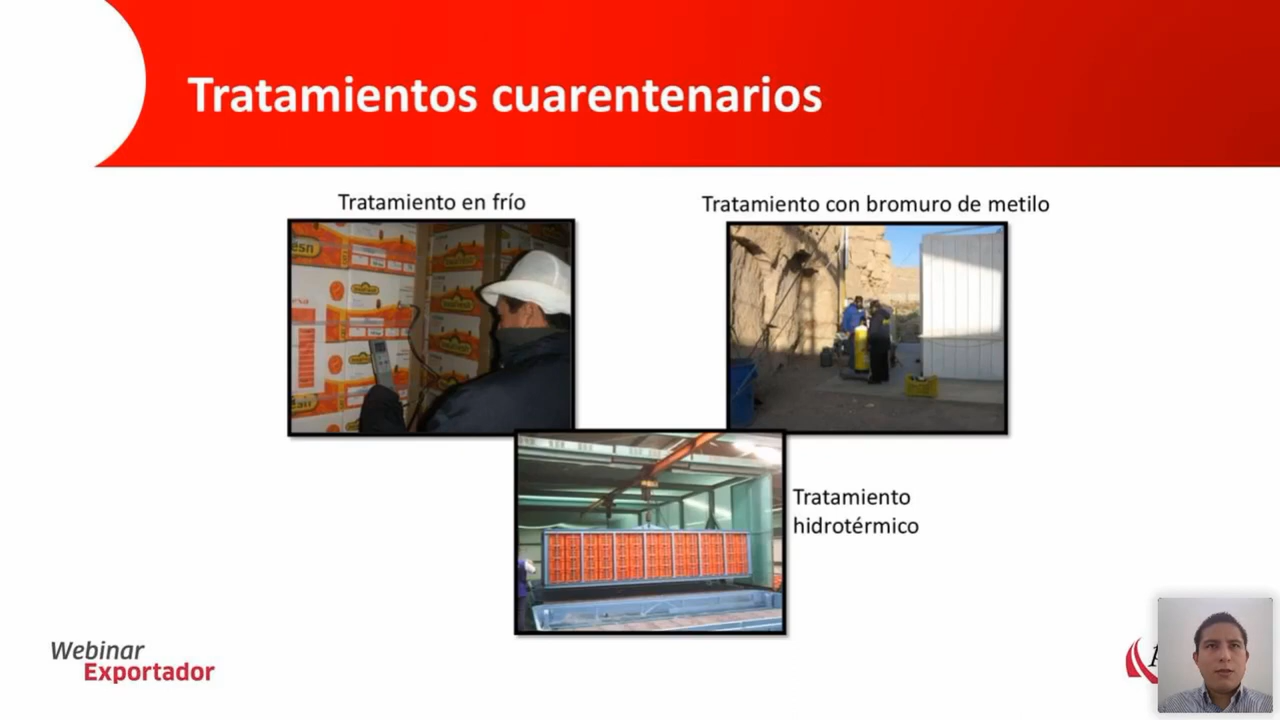 Tratamientos cuarentenarios
Tratamiento en frío
Tratamiento con bromuro de metilo
Tratamiento
hidrotérmico
Webinar
Exportador